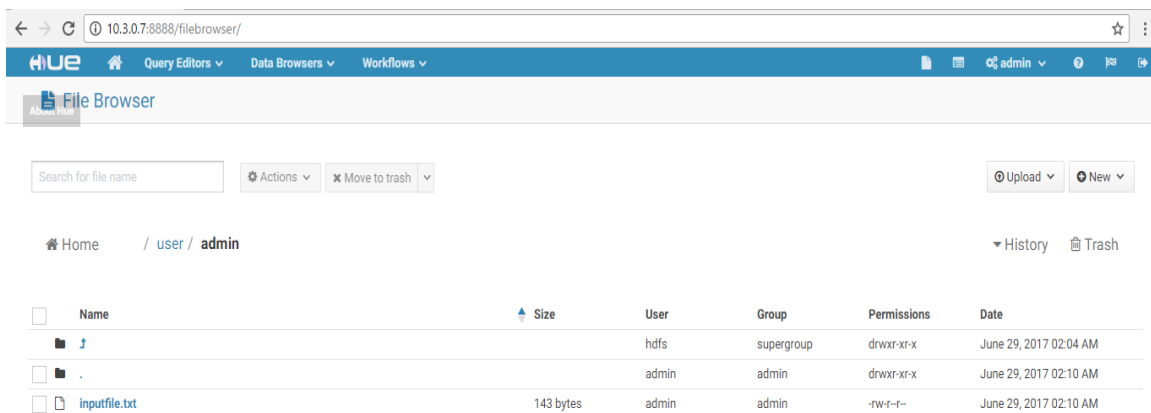 10.3.0.7:8888/filebrowser/
HUE Query Editors Data Browsers Workflows admin
File Browser
About Hue
Search for file name Actions Move to trash Upload New
Home / user / admin History Trash
Name Size User Group Permissions Date
hdfs supergroup drwxr-xr-x June 29, 2017 02:04 AM
. admin admin drwxr-xr-x June 29, 2017 02:10 AM
inputfile.txt 143 bytes admin admin -rw-r--r-- June 29, 2017 02:10 AM